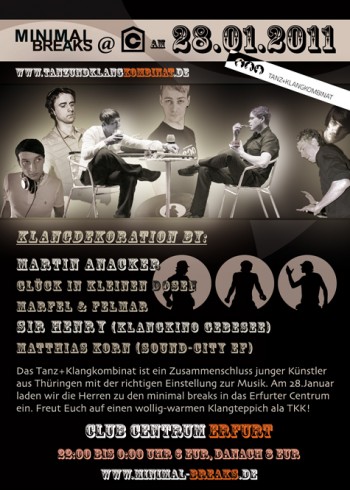 MINIMAL BREAKS @ C AM 28.01.2011
WWW.TANZUNDKLANGKOMBINAT.DE
TANZ+KLANGKOMBINAT
KLANGDEKORATION BY:
MARTIN ANACKER
GLÜCK IN KLEINEN DOSEN
MARFEL & FELMAR
SIR HENRY (KLANGKINO GEBESEE)
MATTHIAS KORN (SOUND-CITY EF)
Das Tanz+Klangkombinat ist ein Zusammenschluss junger Künstler
aus Thüringen mit der richtigen Einstellung zur Musik. Am 28.Januar
laden wir die Herren zu den minimal breaks in das Erfurter Centrum
ein. Freut Euch auf einen wollig-warmen Klangteppich ala TKK!
CLUB CENTRUM ERFURT
22:00 BIS 0:00 UHR 6 EUR, DANACH 8 EUR
WWW.MINIMAL-BREAKS.DE